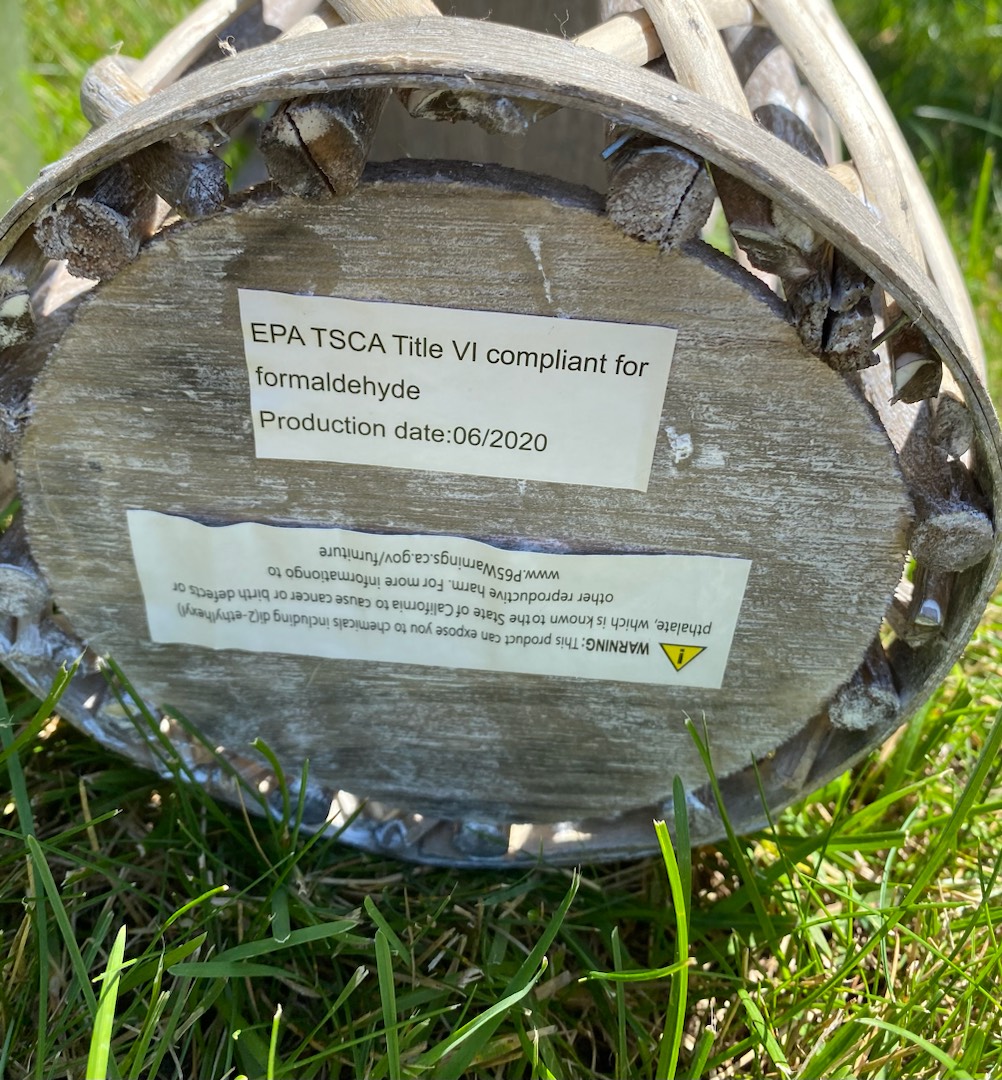 EPA TSCA Title VI compliant for
formaldehyde
Production date:06/2020
WARNING: This product can expose you to chemicals including di(2-ethylhexyl)
pthalate, which is known to the State of California to cause cancer or birth defects or
other reproductive harm. For more informationgo to
www.P65Warnings.ca.gov/furniture